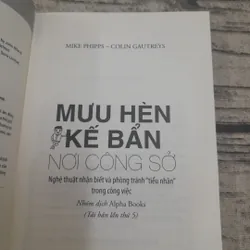 MIKE PHIPPS - COLIN GAUTREYS
MƯU HÈN
KẾ BẨN
NƠI CÔNG SỞ
Nghệ thuật nhận biết và phòng tránh "tiểu nhân"
trong công việc
Nhóm dịch Alpha Books
(Tái bản lần thứ 5)